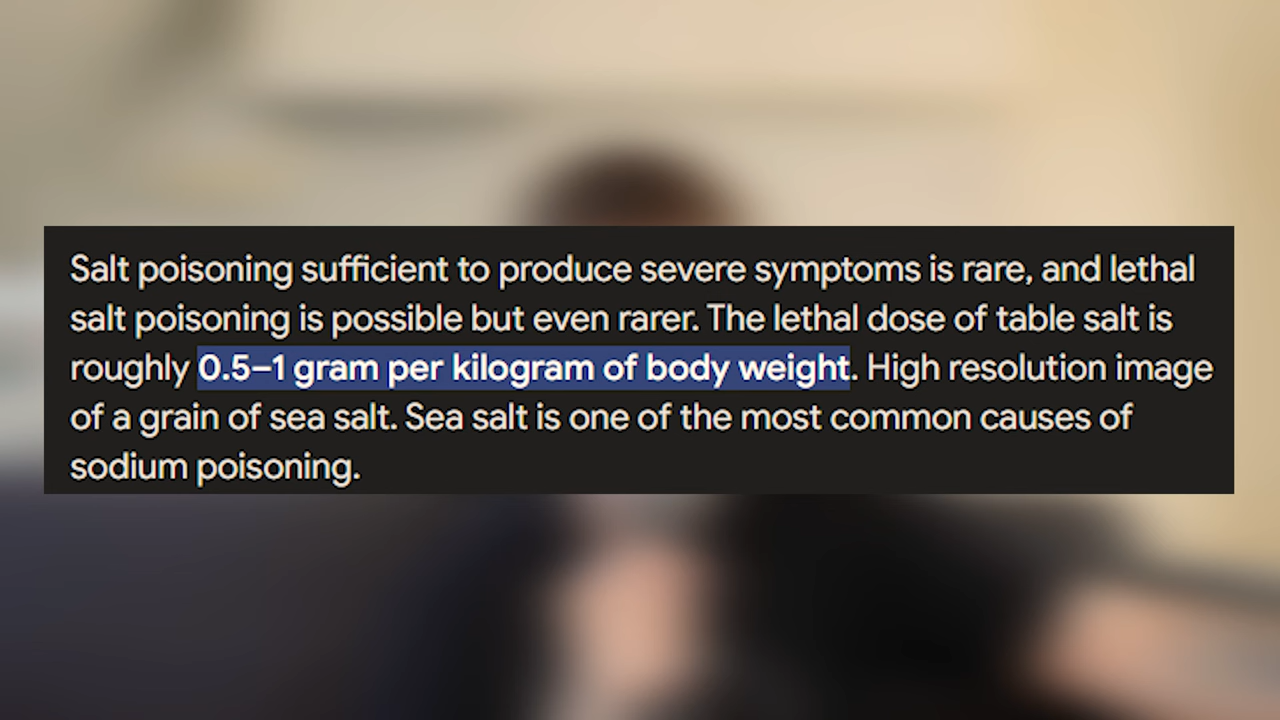 Salt poisoning sufficient to produce severe symptoms is rare, and lethal
salt poisoning is possible but even rarer. The lethal dose of table salt is
roughly 0.5–1 gram per kilogram of body weight. High resolution image
of a grain of sea salt. Sea salt is one of the most common causes of
sodium poisoning.